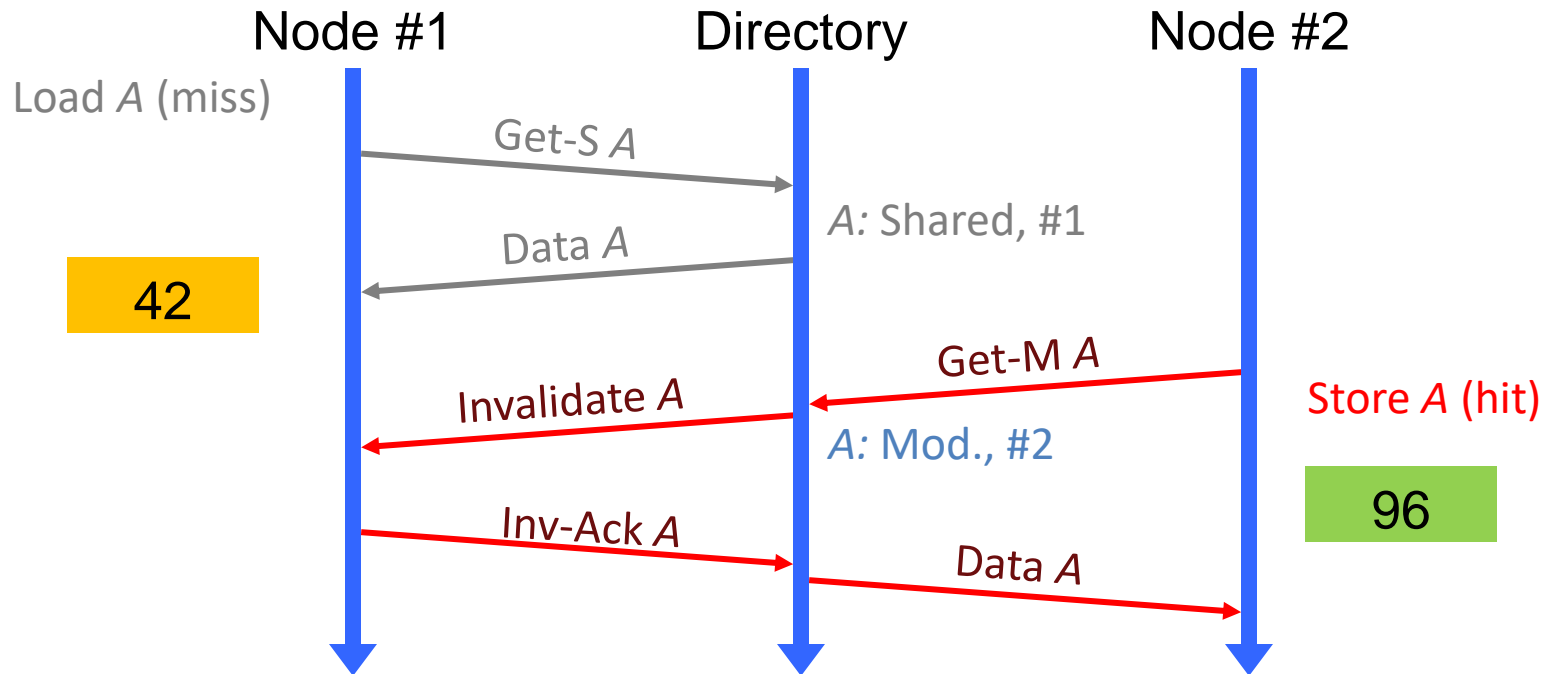 Node #1
Directory
Node #2
Load A (miss)
Get-S A
A: Shared, #1
Data A
42
Get-M A
Invalidate A
Store A (hit)
A: Mod., #2
96
Inv-Ack A
Data A